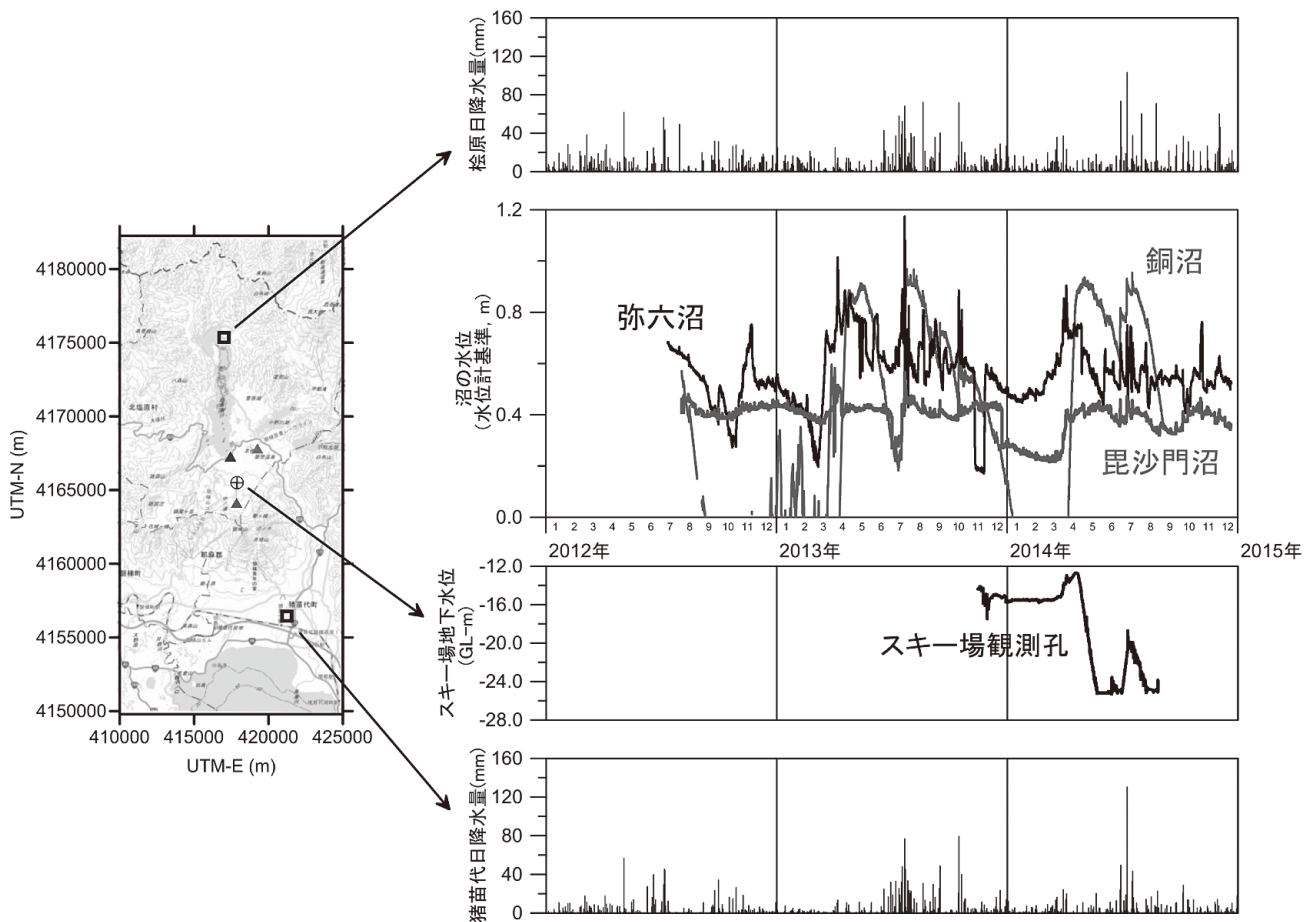 桧原日降水量(mm)
160
120
80
40
0
沼の水位
(水位計基準, m)
1.2
0.8
0.4
0.0
弥六沼
銅沼
毘沙門沼
1 2 3 4 5 6 7 8 9 10 11 12 1 2 3 4 5 6 7 8 9 10 11 12 1 2 3 4 5 6 7 8 9 10 11 12
2012年 2013年 2014年 2015年
スキー場地下水位
(GL-m)
-12.0
-16.0
-20.0
-24.0
-28.0
スキー場観測孔
猪苗代日降水量(mm)
160
120
80
40
0
UTM-N (m)
4180000
4175000
4170000
4165000
4160000
4155000
4150000
北塩原村
耶麻郡
磐梯町
猪苗代町
410000 415000 420000 425000
UTM-E (m)